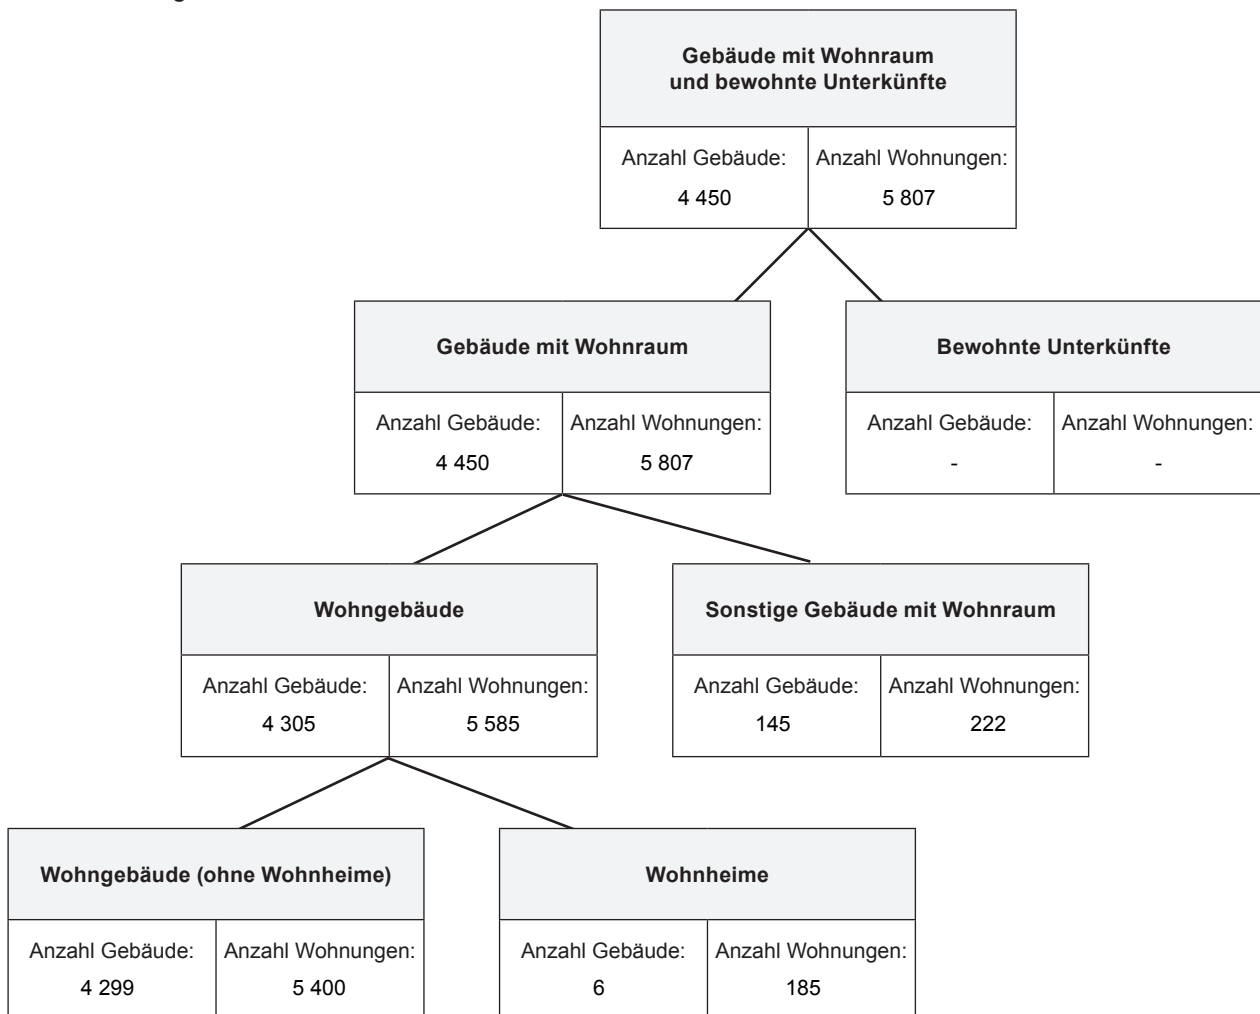 Gebäude mit Wohnraum
und bewohnte Unterkünfte
Anzahl Gebäude: Anzahl Wohnungen:
4 450 5 807
Gebäude mit Wohnraum Bewohnte Unterkünfte
Anzahl Gebäude: Anzahl Wohnungen: Anzahl Gebäude: Anzahl Wohnungen:
4 450 5 807 - -
Wohngebäude Sonstige Gebäude mit Wohnraum
Anzahl Gebäude: Anzahl Wohnungen: Anzahl Gebäude: Anzahl Wohnungen:
4 305 5 585 145 222
Wohngebäude (ohne Wohnheime) Wohnheime
Anzahl Gebäude: Anzahl Wohnungen: Anzahl Gebäude: Anzahl Wohnungen:
4 299 5 400 6 185